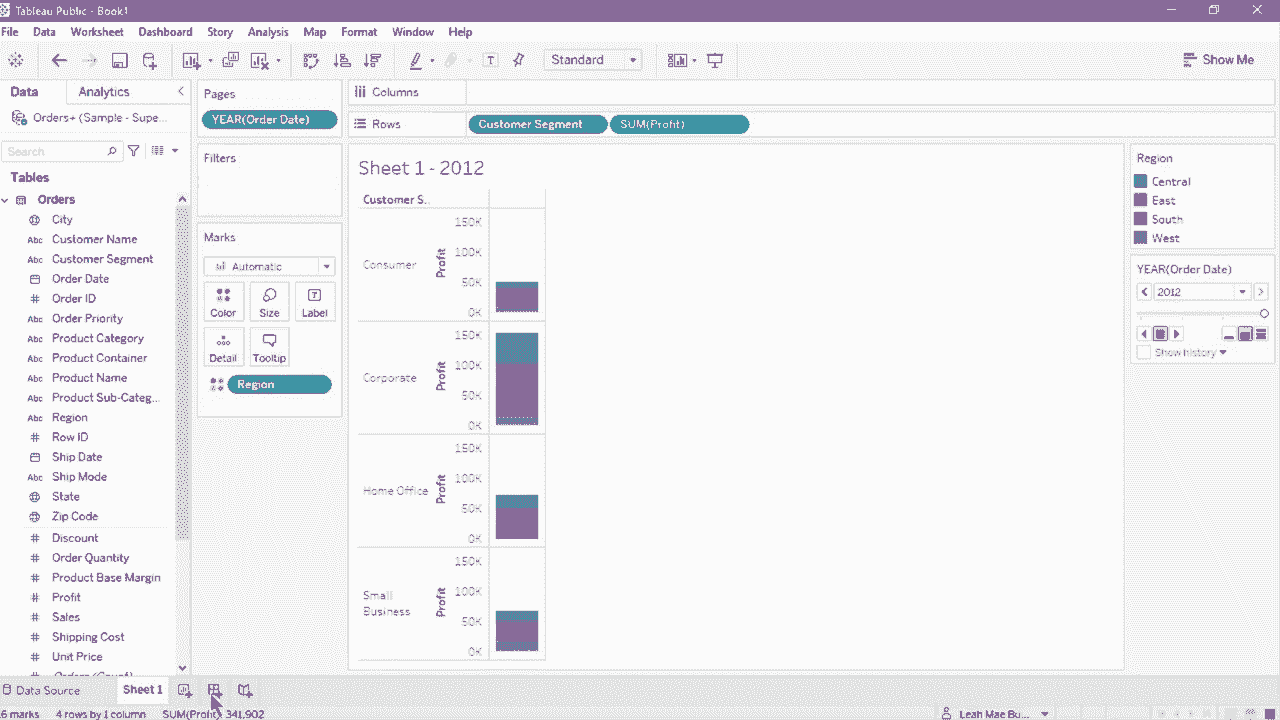 Tableau Public - Book1
File Data Worksheet Dashboard Story Analysis Map Format Window Help
Standard
Show Me
Data Analytics
Orders+ (Sample - Supe...
Search
Tables
Orders
City
Customer Name
Customer Segment
Order Date
Order ID
Order Priority
Product Category
Product Container
Product Name
Product Sub-Categ...
Region
Row ID
Ship Date
Ship Mode
State
Zip Code
Discount
Order Quantity
Product Base Margin
Profit
Sales
Shipping Cost
Unit Price
Orders (Count)
Pages
YEAR(Order Date)
Filters
Marks
Automatic
Color Size Label
Detail Tooltip
Region
Columns
Rows Customer Segment SUM(Profit)
Sheet 1 - 2012
Customer S..
Consumer Profit
150K
100K
50K
0K
Corporate Profit
150K
100K
50K
0K
Home Office Profit
150K
100K
50K
0K
Small
Business
Profit
150K
100K
50K
0K
Region
Central
East
South
West
YEAR(Order Date)
2012
Show history
Data Source Sheet 1
6 marks 4 rows by 1 column SUM(Profit): 341,902
Leah Mae Bu...